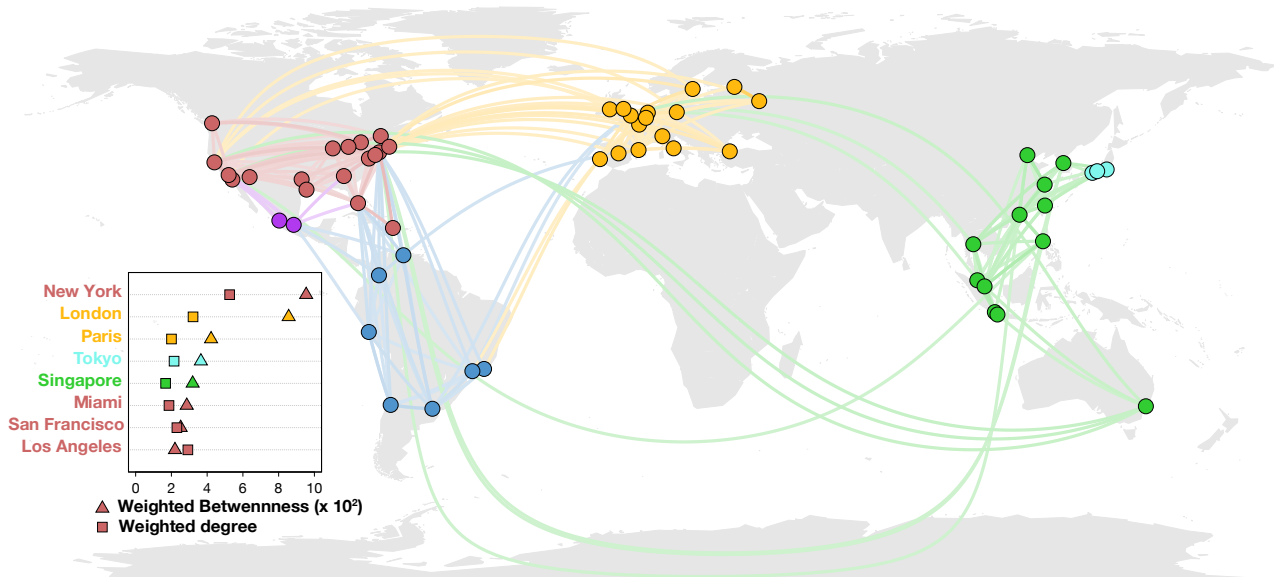 New York
London
Paris
Tokyo
Singapore
Miami
San Francisco
Los Angeles
0 2 4 6 8 10
Weighted Betwennness (x 10²)
Weighted degree